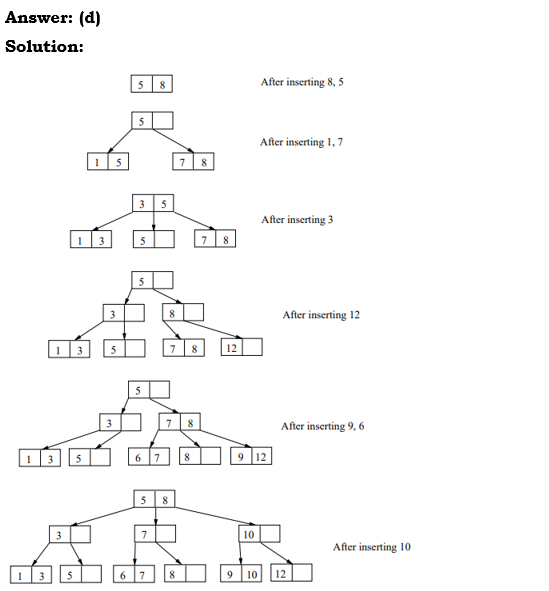 Answer: (d)
Solution:
5 8 After inserting 8, 5
5
After inserting 1, 7
1 5 7 8
3 5
After inserting 3
1 3 5 7 8
5
3 8 After inserting 12
1 3 5 7 8 12
5
3 7 8 After inserting 9, 6
1 3 5 6 7 8 9 12
5 8
3 7 10
After inserting 10
1 3 5 6 7 8 9 10 12